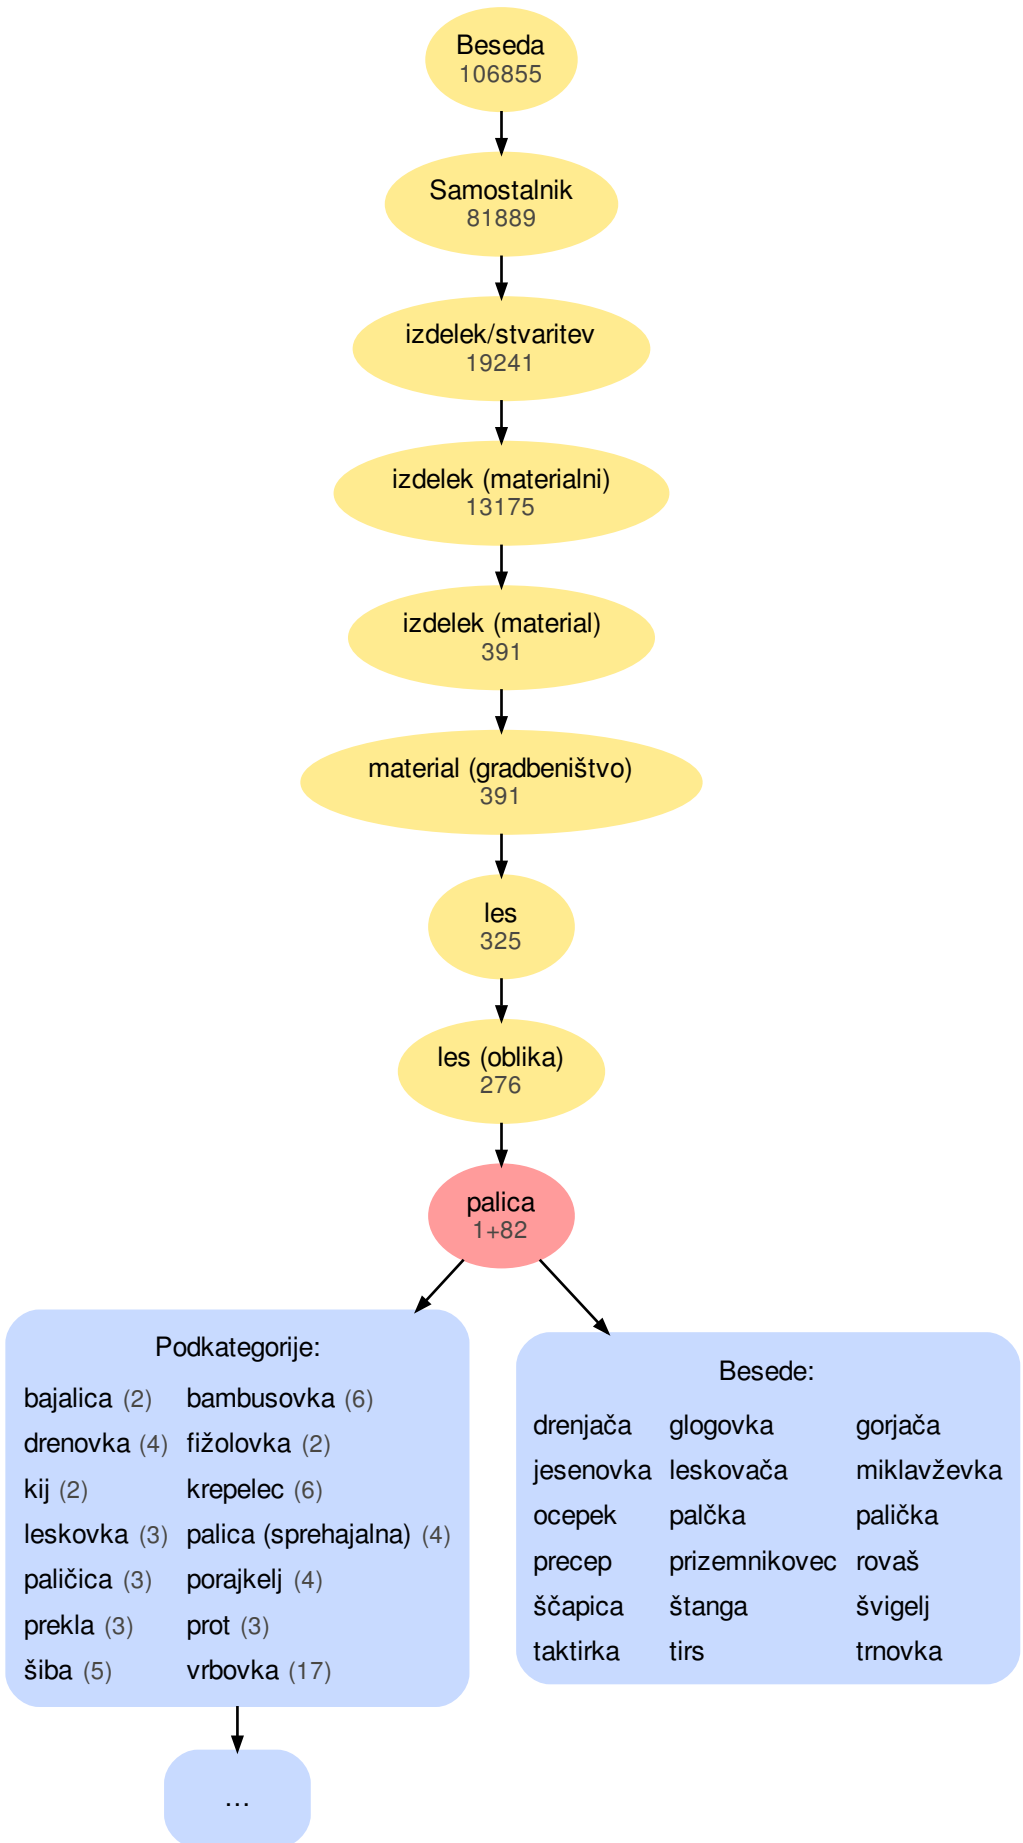 Beseda
106855
Samostalnik
81889
izdelek/stvaritev
19241
izdelek (materialni)
13175
izdelek (material)
391
material (gradbeništvo)
391
les
325
les (oblika)
276
palica
1+82
Podkategorije:
bajalica (2) bambusovka (6)
drenovka (4) fižolovka (2)
kij (2) krepelec (6)
leskovka (3) palica (sprehajalna) (4)
paličica (3) porajkelj (4)
prekla (3) prot (3)
šiba (5) vrbovka (17)
...
Besede:
drenjača glogovka gorjača
jesenovka leskovača miklavževka
ocepek palčka palička
precep prizemnikovec rovaš
ščapica štanga švigelj
taktirka tirs trnovka